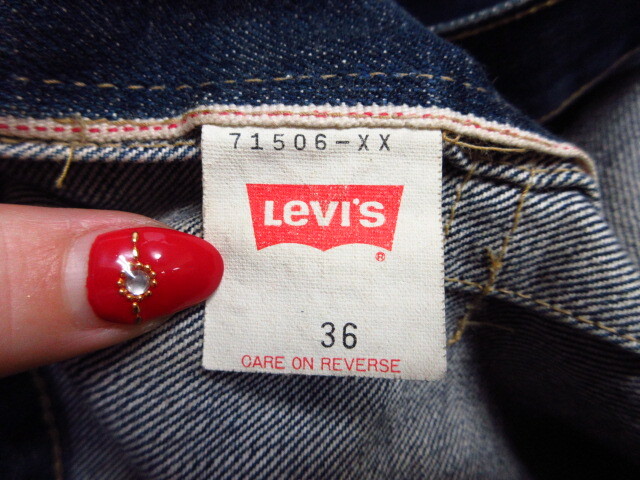 71506-XX
Levi's
®
36
CARE ON REVERSE